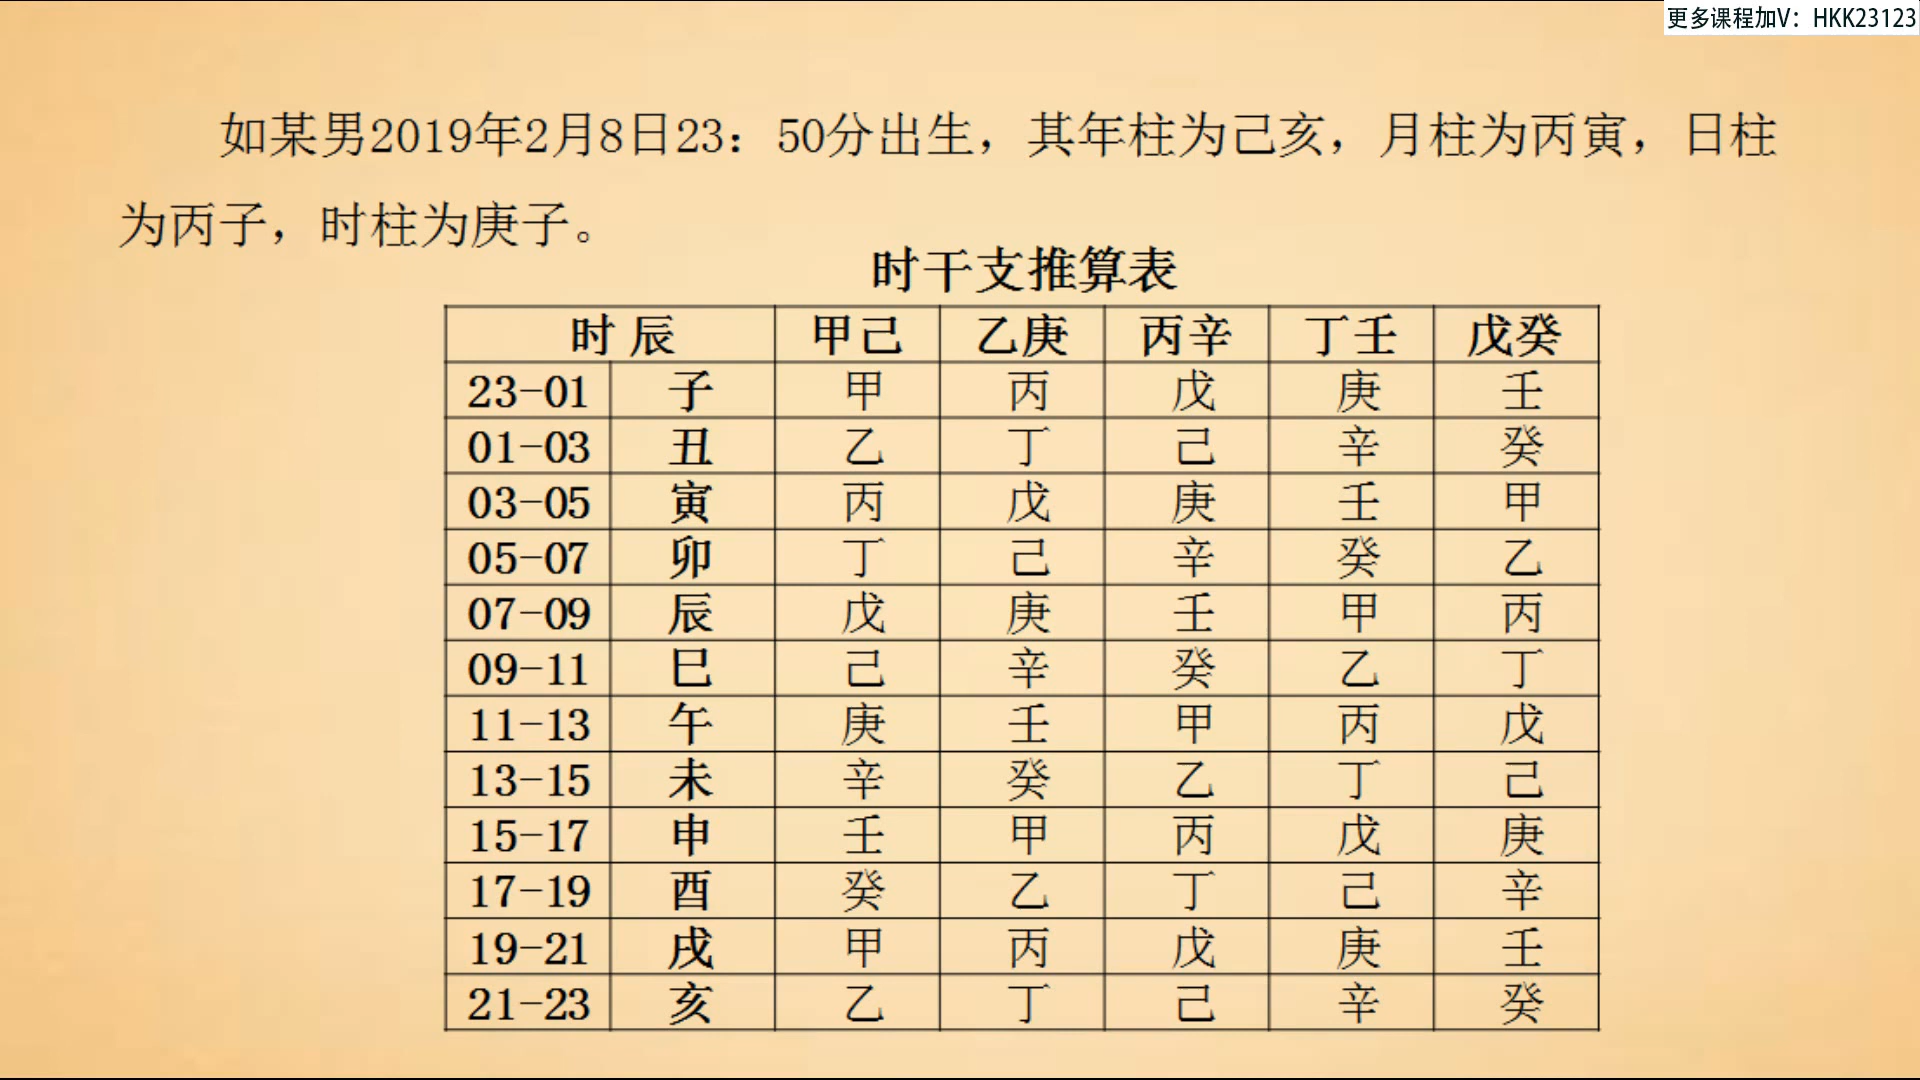 更多课程加V：HKK23123
如某男2019年2月8日23：50分出生，其年柱为己亥，月柱为丙寅，日柱
为丙子，时柱为庚子。
时干支推算表
时 辰 甲己 乙庚 丙辛 丁壬 戊癸
23-01 子 甲 丙 戊 庚 壬
01-03 丑 乙 丁 己 辛 癸
03-05 寅 丙 戊 庚 壬 甲
05-07 卯 丁 己 辛 癸 乙
07-09 辰 戊 庚 壬 甲 丙
09-11 巳 己 辛 癸 乙 丁
11-13 午 庚 壬 甲 丙 戊
13-15 未 辛 癸 乙 丁 己
15-17 申 壬 甲 丙 戊 庚
17-19 酉 癸 乙 丁 己 辛
19-21 戌 甲 丙 戊 庚 壬
21-23 亥 乙 丁 己 辛 癸